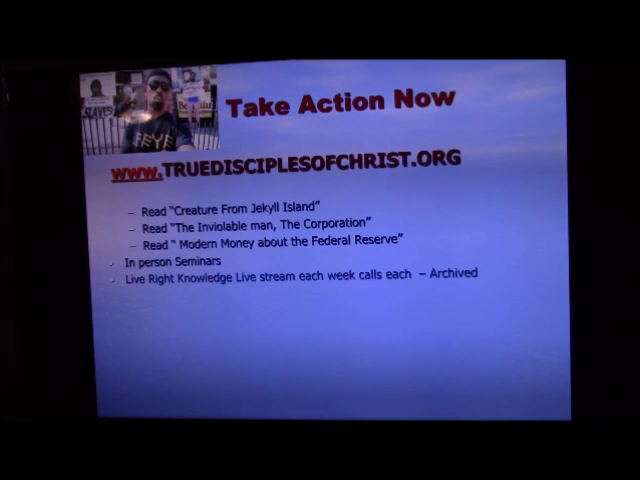 SLAVES
Take Action Now
www.TRUEDISCIPLESOFCHRIST.ORG
– Read “Creature From Jekyll Island”
– Read “The Inviolable man, The Corporation”
– Read “ Modern Money about the Federal Reserve”
In person Seminars
Live Right Knowledge Live stream each week calls each – Archived